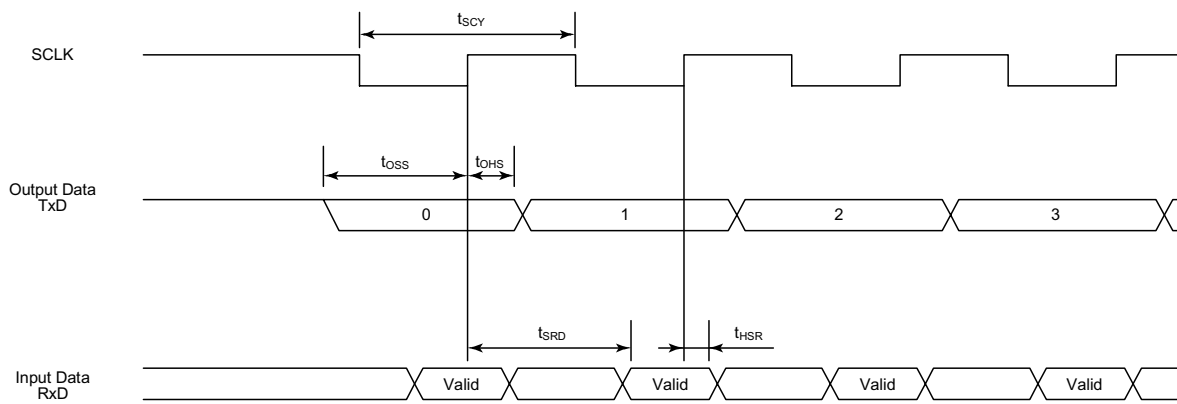 tSCY
SCLK
tOSS
tOHS
Output Data
TxD
0
1
2
3
tSRD
tHSR
Input Data
RxD
Valid
Valid
Valid
Valid